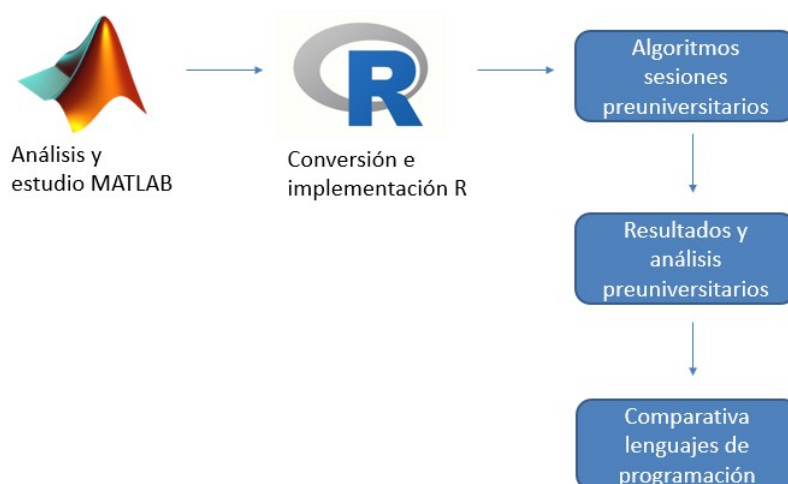 Análisis y
estudio MATLAB
R
Conversión e
implementación R
Algoritmos
sesiones
preuniversitarios
Resultados y
análisis
preuniversitarios
Comparativa
lenguajes de
programación